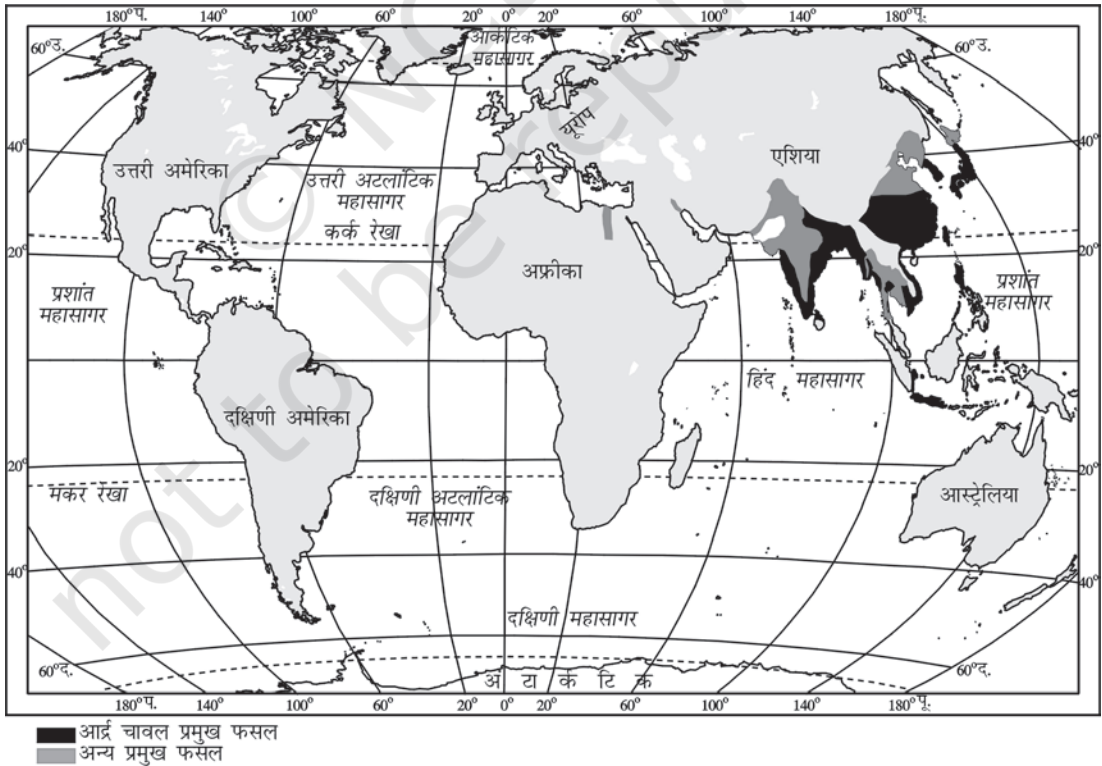 180°प. 140° 100° 60° 20° 0° 20° 60° 100° 140° 180°पू.
60°उ. 60°उ.
आर्कटिक
महासागर
यूरोप
एशिया
40° 40°
उत्तरी अमेरिका
उत्तरी अटलांटिक
महासागर
कर्क रेखा
20° 20°
अफ्रीका
प्रशांत
महासागर
प्रशांत
महासागर
हिंद महासागर
दक्षिणी अमेरिका
20° 20°
मकर रेखा
दक्षिणी अटलांटिक
महासागर
आस्ट्रेलिया
40° 40°
दक्षिणी महासागर
60°द. 60°द.
अं टा र्क टि क
180°प. 140° 100° 60° 20° 0° 20° 60° 100° 140° 180°पू.
आर्द्र चावल प्रमुख फसल
अन्य प्रमुख फसल
not to be